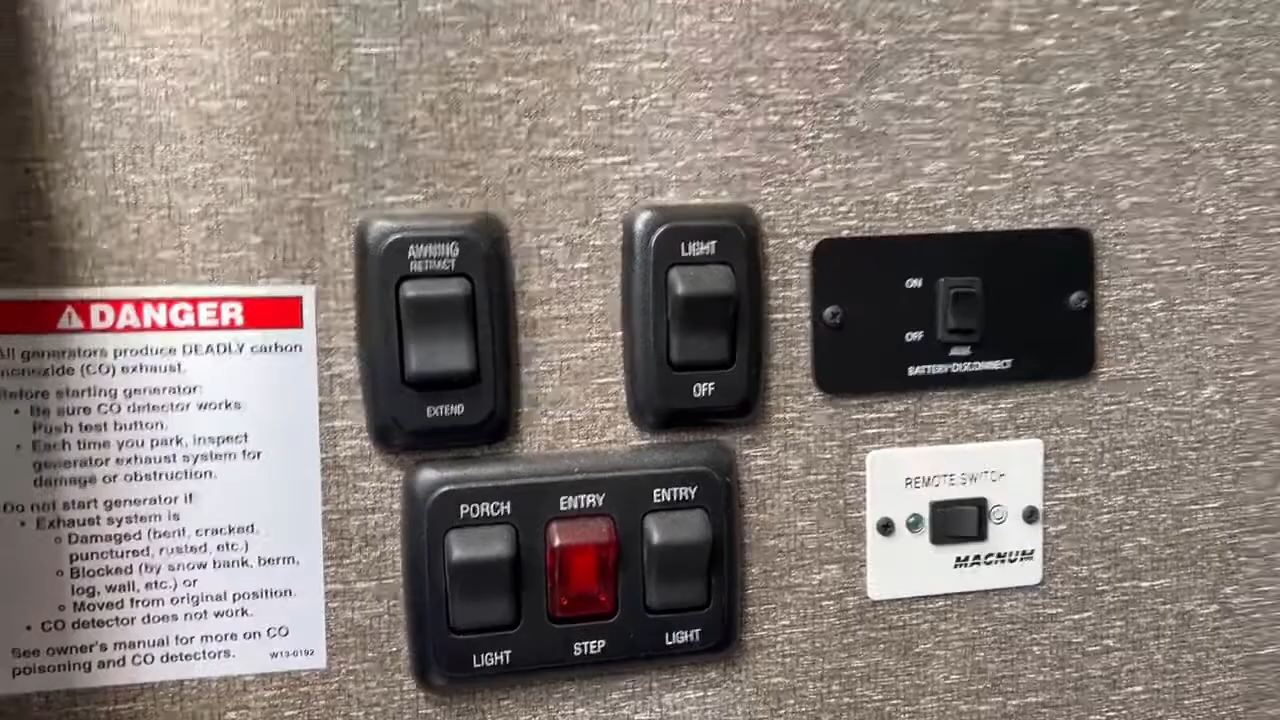 DANGER
All generators produce DEADLY carbon
monoxide (CO) exhaust.
Before starting generator:
• Be sure CO detector works.
Push test button.
• Each time you park, inspect
generator exhaust system for
damage or obstruction.
Do not start generator if
• Exhaust system is
o Damaged (bent, cracked,
punctured, rusted, etc.)
o Blocked (by snow bank, berm,
log, wall, etc.) or
o Moved from original position.
• CO detector does not work.
See owner's manual for more on CO
poisoning and CO detectors.
W13-0192
AWNING
RETRACT
EXTEND
LIGHT
OFF
ON
OFF
BATTERY DISCONNECT
PORCH
LIGHT
ENTRY
STEP
ENTRY
LIGHT
REMOTE SWITCH
MAGNUM